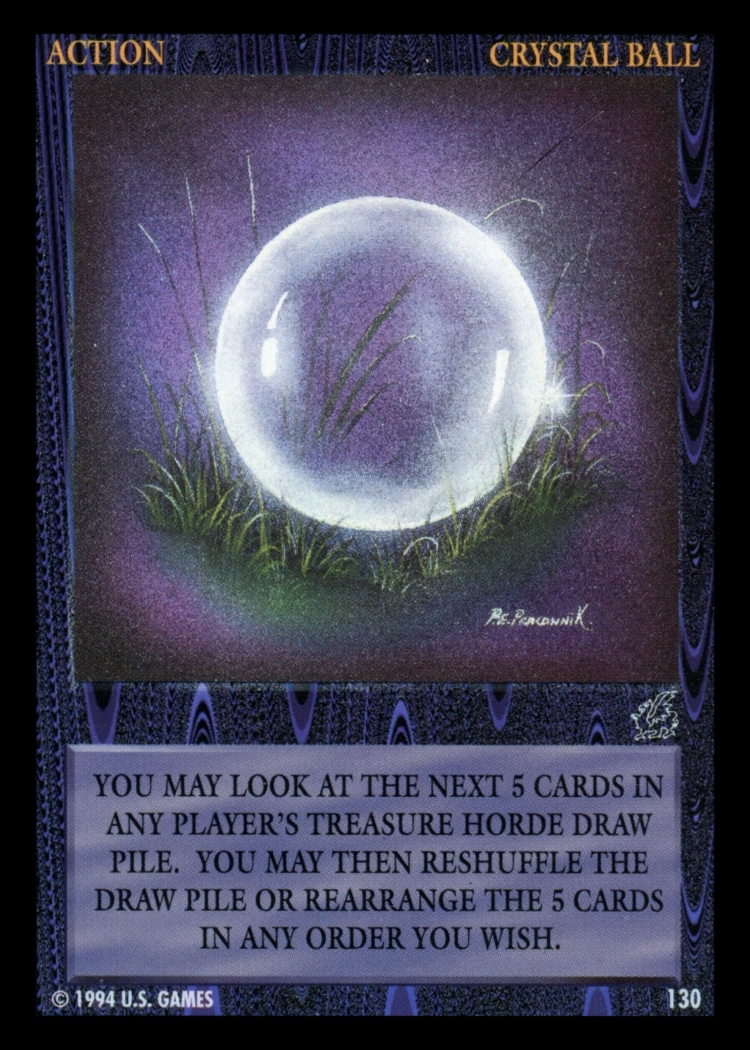 ACTION
CRYSTAL BALL
P.E. PRACOWNIK
YOU MAY LOOK AT THE NEXT 5 CARDS IN
ANY PLAYER'S TREASURE HORDE DRAW
PILE. YOU MAY THEN RESHUFFLE THE
DRAW PILE OR REARRANGE THE 5 CARDS
IN ANY ORDER YOU WISH.
© 1994 U.S. GAMES
130